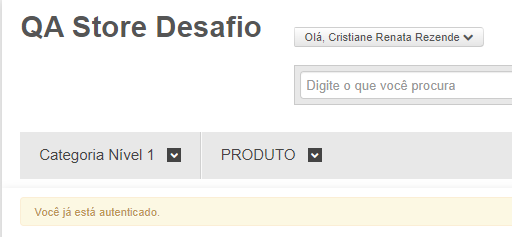 QA Store Desafio
Olá, Cristiane Renata Rezende
Digite o que você procura
Categoria Nível 1
PRODUTO
Você já está autenticado.